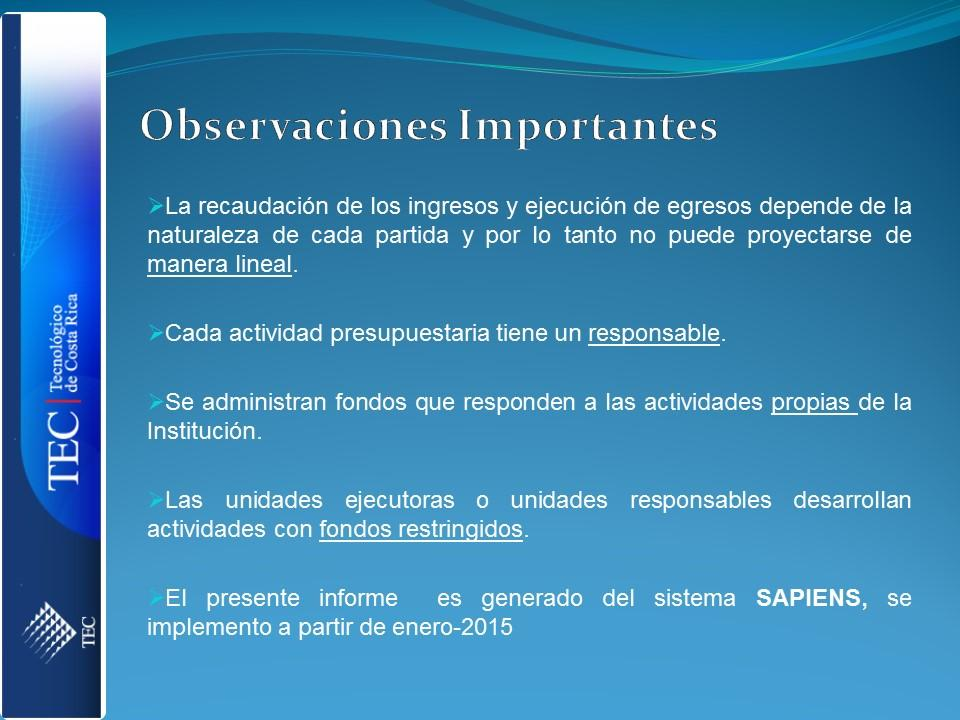 Observaciones Importantes
La recaudación de los ingresos y ejecución de egresos depende de la
naturaleza de cada partida y por lo tanto no puede proyectarse de
manera lineal.
Cada actividad presupuestaria tiene un responsable.
Se administran fondos que responden a las actividades propias de la
Institución.
Las unidades ejecutoras o unidades responsables desarrollan
actividades con fondos restringidos.
El presente informe es generado del sistema SAPIENS, se
implemento a partir de enero-2015
TEC | Tecnológico
de Costa Rica
TEC